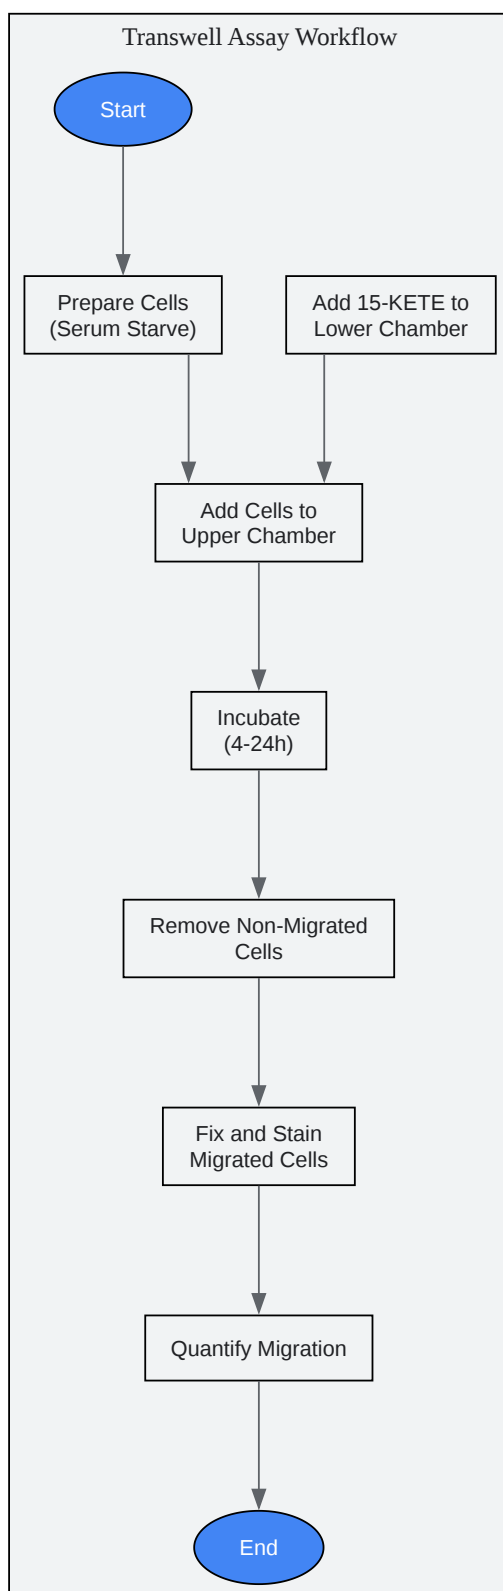 Transwell Assay Workflow
Start
Prepare Cells
(Serum Starve)
Add 15-KETE to
Lower Chamber
Add Cells to
Upper Chamber
Incubate
(4-24h)
Remove Non-Migrated
Cells
Fix and Stain
Migrated Cells
Quantify Migration
End